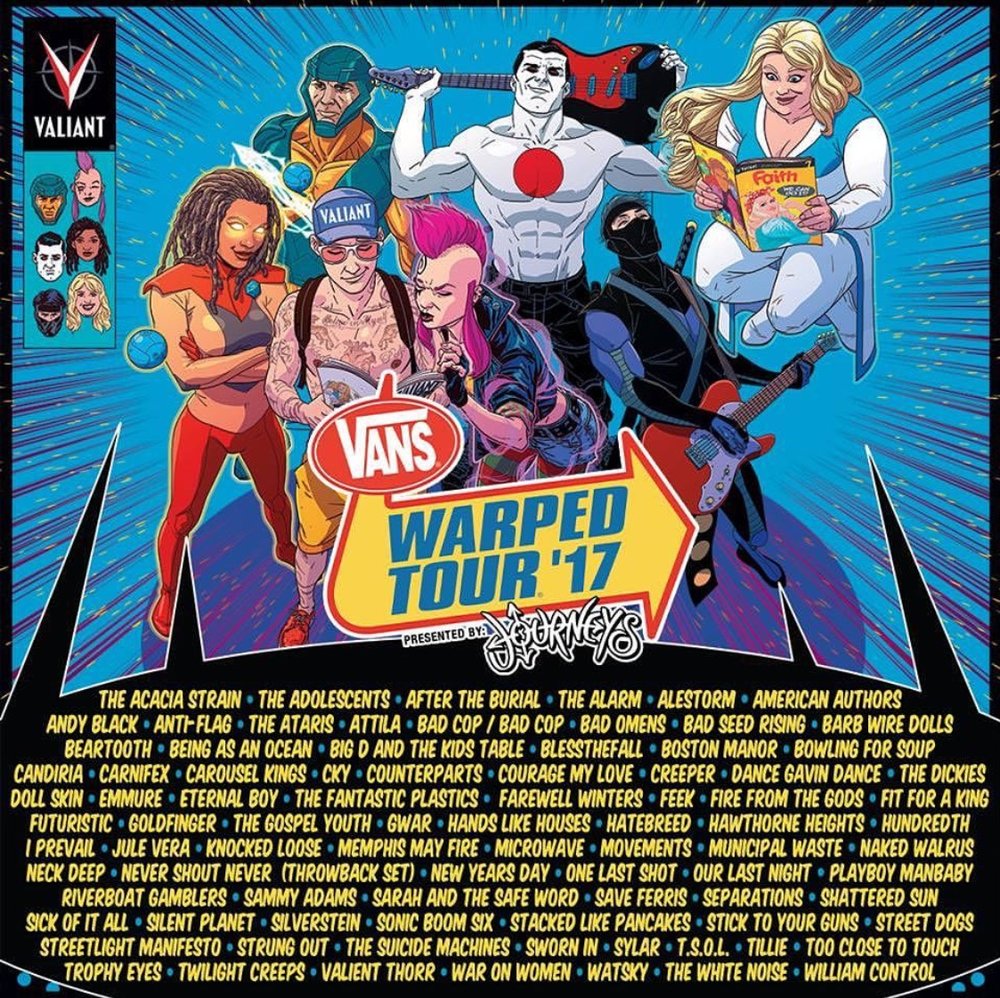 VALIANT
VALIANT
Faith
VANS
WARPED
TOUR '17
PRESENTED BY: JOURNEYS
THE ACACIA STRAIN • THE ADOLESCENTS • AFTER THE BURIAL • THE ALARM • ALESTORM • AMERICAN AUTHORS
ANDY BLACK • ANTI-FLAG • THE ATARIS • ATTILA • BAD COP / BAD COP • BAD OMENS • BAD SEED RISING • BARB WIRE DOLLS
BEARTOOTH • BEING AS AN OCEAN • BIG D AND THE KIDS TABLE • BLESSTHEFALL • BOSTON MANOR • BOWLING FOR SOUP
CANDIRIA • CARNIFEX • CAROUSEL KINGS • CKY • COUNTERPARTS • COURAGE MY LOVE • CREEPER • DANCE GAVIN DANCE • THE DICKIES
DOLL SKIN • EMMURE • ETERNAL BOY • THE FANTASTIC PLASTICS • FAREWELL WINTERS • FEEK • FIRE FROM THE GODS • FIT FOR A KING
FUTURISTIC • GOLDFINGER • THE GOSPEL YOUTH • GWAR • HANDS LIKE HOUSES • HATEBREED • HAWTHORNE HEIGHTS • HUNDREDTH
I PREVAIL • JULE VERA • KNOCKED LOOSE • MEMPHIS MAY FIRE • MICROWAVE • MOVEMENTS • MUNICIPAL WASTE • NAKED WALRUS
NECK DEEP • NEVER SHOUT NEVER (THROWBACK SET) • NEW YEARS DAY • ONE LAST SHOT • OUR LAST NIGHT • PLAYBOY MANBABY
RIVERBOAT GAMBLERS • SAMMY ADAMS • SARAH AND THE SAFE WORD • SAVE FERRIS • SEPARATIONS • SHATTERED SUN
SICK OF IT ALL • SILENT PLANET • SILVERSTEIN • SONIC BOOM SIX • STACKED LIKE PANCAKES • STICK TO YOUR GUNS • STREET DOGS
STREETLIGHT MANIFESTO • STRUNG OUT • THE SUICIDE MACHINES • SWORN IN • SYLAR • T.S.O.L. • TILLIE • TOO CLOSE TO TOUCH
TROPHY EYES • TWILIGHT CREEPS • VALIENT THORR • WAR ON WOMEN • WATSKY • THE WHITE NOISE • WILLIAM CONTROL